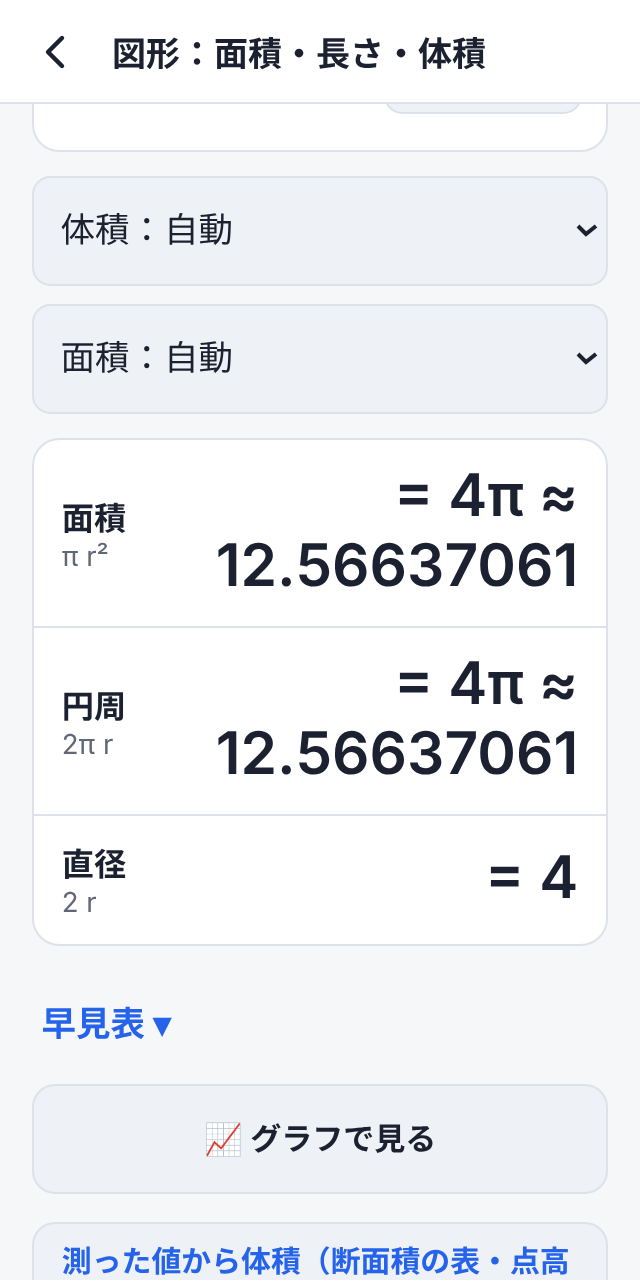 図形：面積・長さ・体積
体積：自動
面積：自動
面積
π r²
= 4π ≈
12.56637061
円周
2π r
= 4π ≈
12.56637061
直径
2 r
= 4
早見表 ▾
📈 グラフで見る
測った値から体積（断面積の表・点高